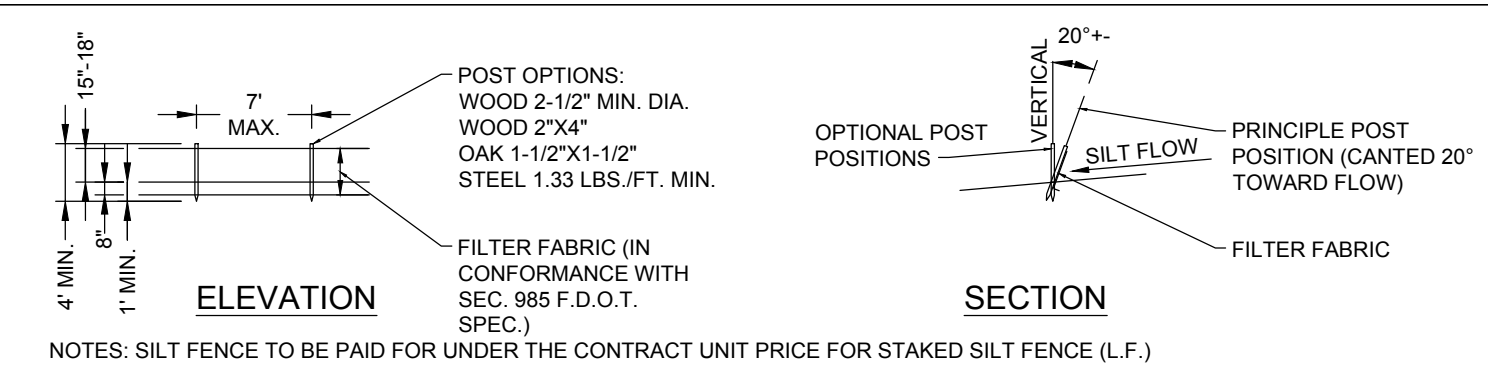 15"-18"
4' MIN.
8"
1' MIN.
7'
MAX.
POST OPTIONS:
WOOD 2-1/2" MIN. DIA.
WOOD 2"X4"
OAK 1-1/2"X1-1/2"
STEEL 1.33 LBS./FT. MIN.
FILTER FABRIC (IN
CONFORMANCE WITH
SEC. 985 F.D.O.T.
SPEC.)
ELEVATION
VERTICAL
20°+-
OPTIONAL POST
POSITIONS
SILT FLOW
PRINCIPLE POST
POSITION (CANTED 20°
TOWARD FLOW)
FILTER FABRIC
SECTION
NOTES: SILT FENCE TO BE PAID FOR UNDER THE CONTRACT UNIT PRICE FOR STAKED SILT FENCE (L.F.)